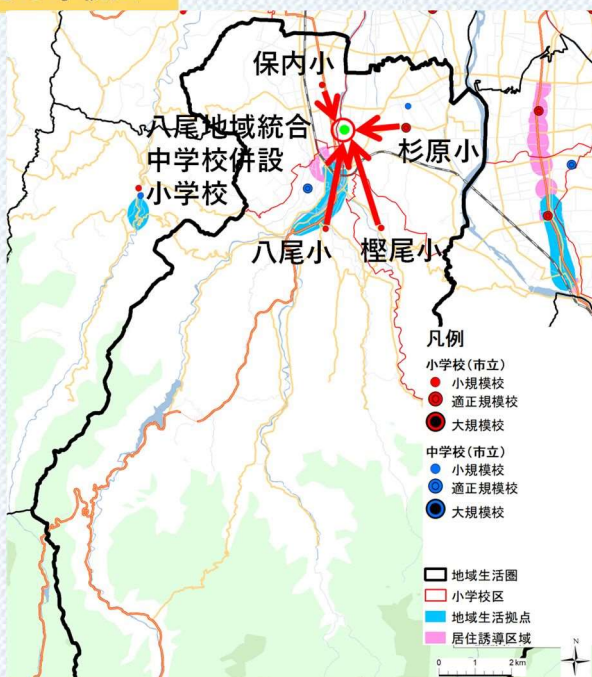 保内小
八尾地域統合
中学校併設
小学校
杉原小
八尾小
樫尾小
凡例
小学校(市立)
小規模校
適正規模校
大規模校
中学校(市立)
小規模校
適正規模校
大規模校
地域生活圏
小学校区
地域生活拠点
居住誘導区域
N
0 1 2km